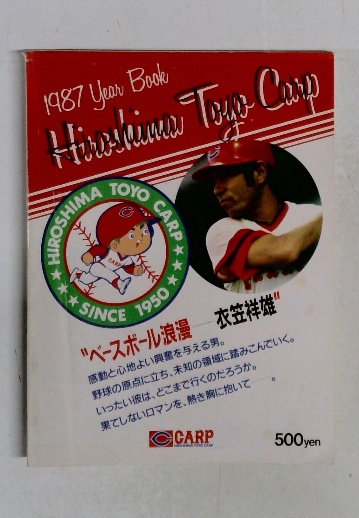 1987 Year Book
Hiroshima Toyo Carp
HIROSHIMA TOYO CARP
SINCE 1950
CARP
"ベースボール浪漫
衣笠祥雄"
感動と心地よい興奮を与える男。
野球の原点に立ち、未知の領域に踏みこんでいく。
いったい彼は、どこまで行くのだろうか。
果てしないロマンを、熱き胸に抱いて──。
CARP
HIROSHIMA TOYO CARP
500yen